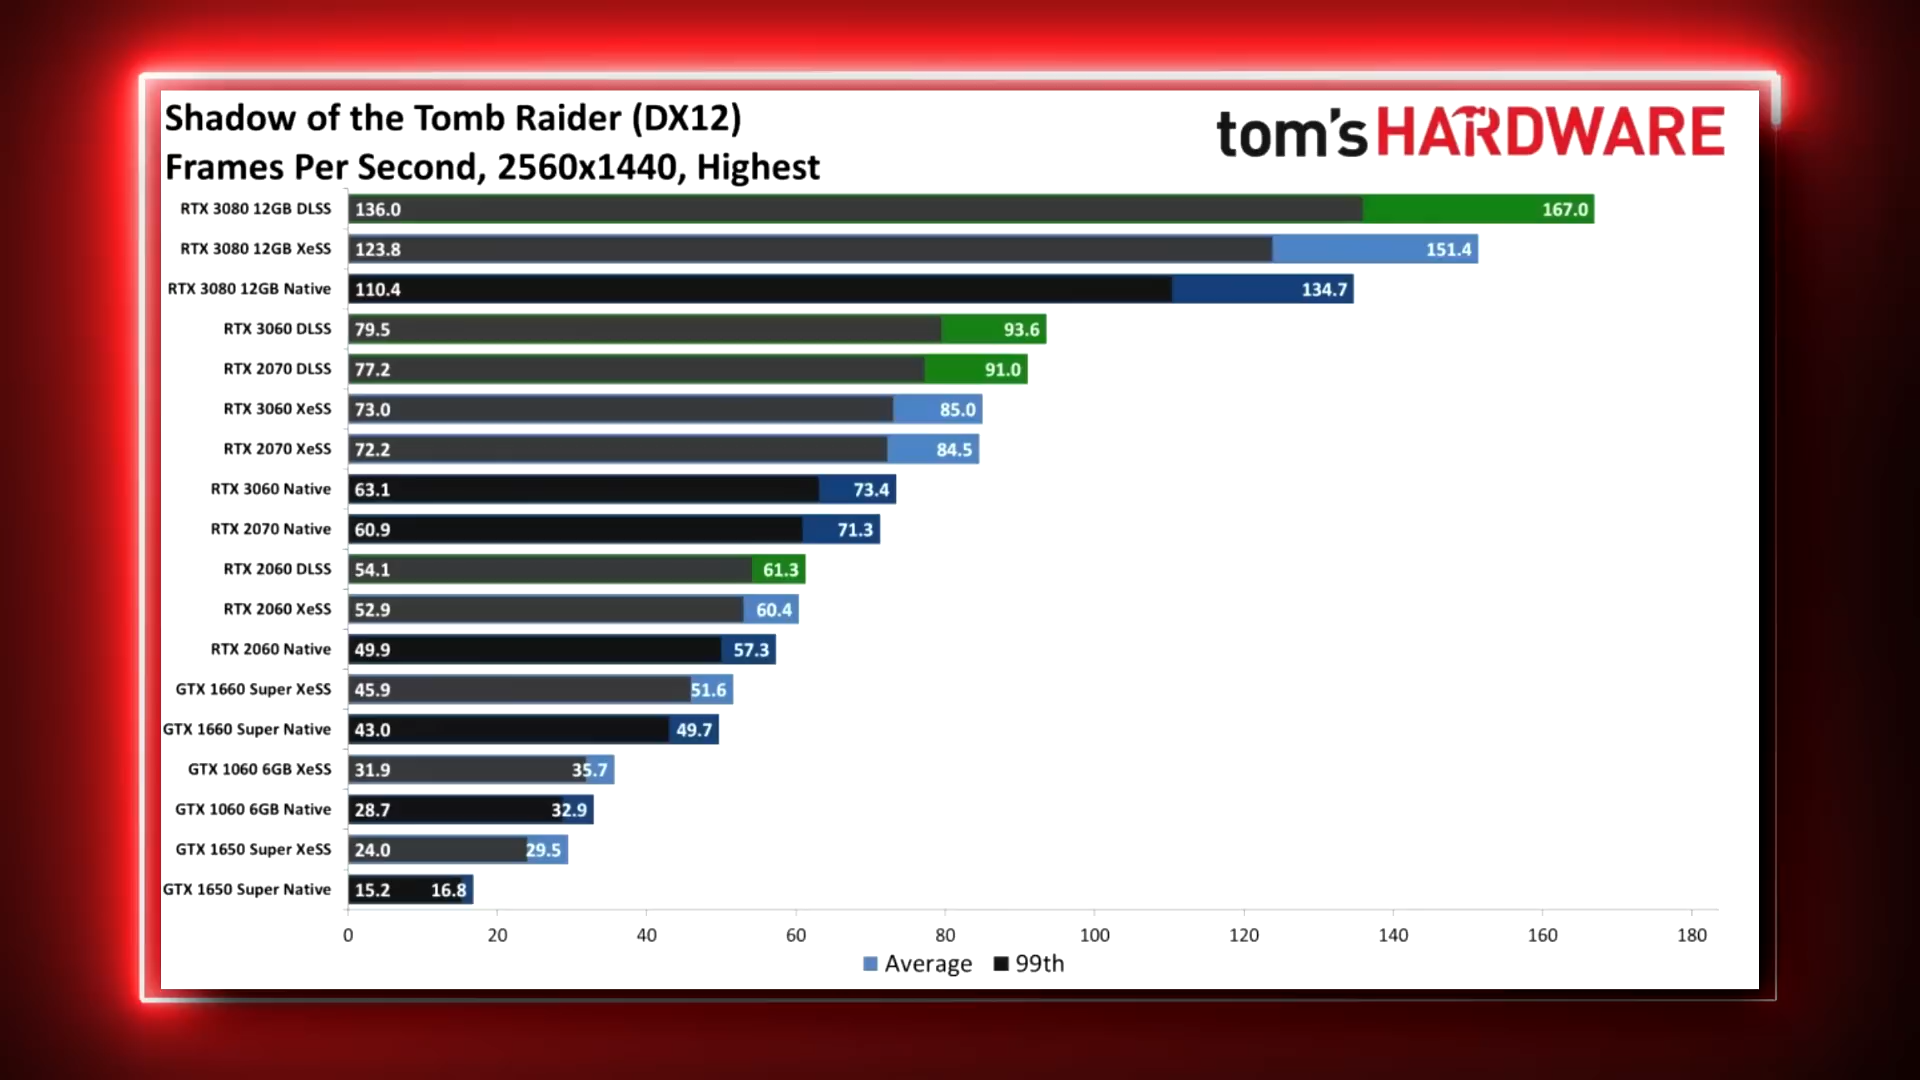 Shadow of the Tomb Raider (DX12)
Frames Per Second, 2560x1440, Highest
tom's HARDWARE
RTX 3080 12GB DLSS 136.0 167.0
RTX 3080 12GB XeSS 123.8 151.4
RTX 3080 12GB Native 110.4 134.7
RTX 3060 DLSS 79.5 93.6
RTX 2070 DLSS 77.2 91.0
RTX 3060 XeSS 73.0 85.0
RTX 2070 XeSS 72.2 84.5
RTX 3060 Native 63.1 73.4
RTX 2070 Native 60.9 71.3
RTX 2060 DLSS 54.1 61.3
RTX 2060 XeSS 52.9 60.4
RTX 2060 Native 49.9 57.3
GTX 1660 Super XeSS 45.9 51.6
GTX 1660 Super Native 43.0 49.7
GTX 1060 6GB XeSS 31.9 35.7
GTX 1060 6GB Native 28.7 32.9
GTX 1650 Super XeSS 24.0 29.5
GTX 1650 Super Native 15.2 16.8
0 20 40 60 80 100 120 140 160 180
Average 99th